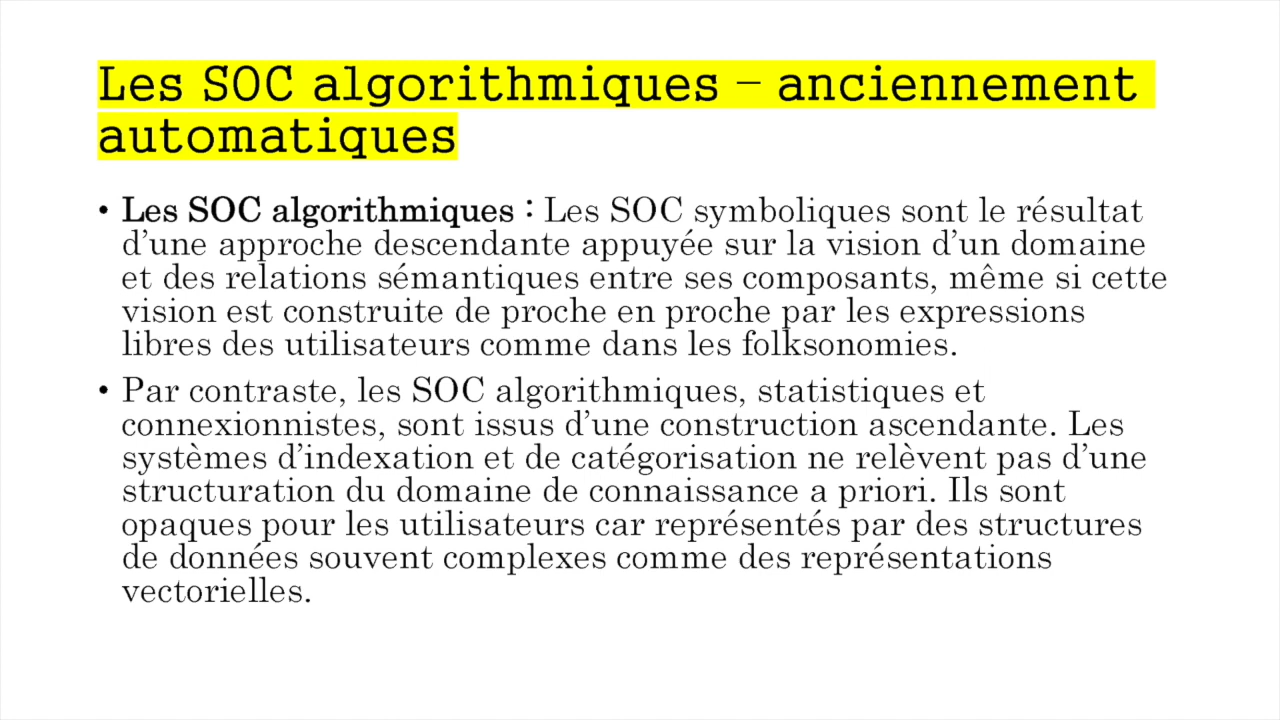 Les SOC algorithmiques – anciennement
automatiques
• Les SOC algorithmiques : Les SOC symboliques sont le résultat
d’une approche descendante appuyée sur la vision d’un domaine
et des relations sémantiques entre ses composants, même si cette
vision est construite de proche en proche par les expressions
libres des utilisateurs comme dans les folksonomies.
• Par contraste, les SOC algorithmiques, statistiques et
connexionnistes, sont issus d’une construction ascendante. Les
systèmes d’indexation et de catégorisation ne relèvent pas d’une
structuration du domaine de connaissance a priori. Ils sont
opaques pour les utilisateurs car représentés par des structures
de données souvent complexes comme des représentations
vectorielles.